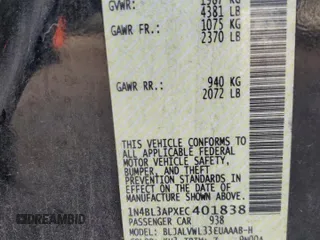 GVWR:
4381 LB
GAWR FR.: 1075 KG
2370 LB
GAWR RR.: 940 KG
2072 LB
THIS VEHICLE CONFORMS TO ALL
APPLICABLE FEDERAL MOTOR VEHICLE
SAFETY, BUMPER, AND THEFT
PREVENTION STANDARDS IN EFFECT ON
THE DATE OF MANUFACTURE SHOWN ABOVE.
1N4BL3APXEC401838
PASSENGER CAR 938
MODEL: BLJALVWL33EUAAAB-H